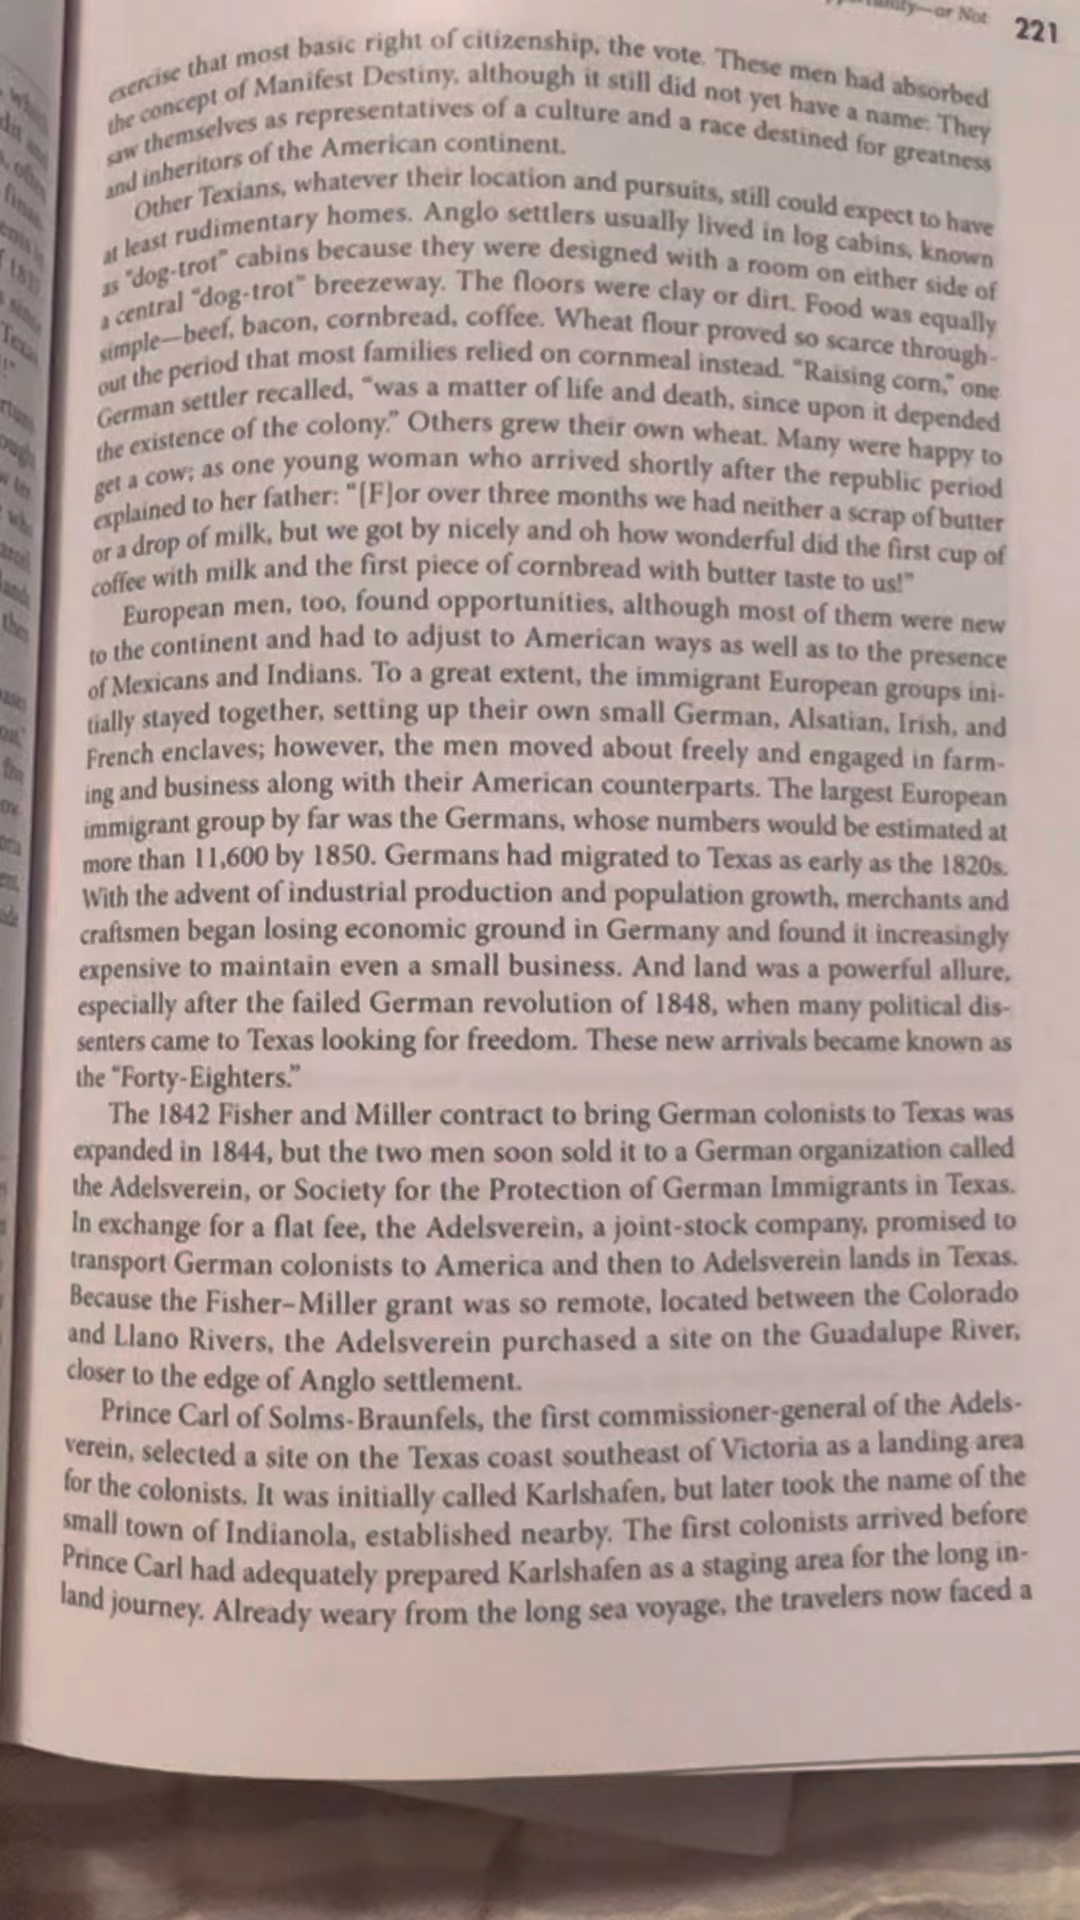 —or Not 221
exercise that most basic right of citizenship, the vote. These men had absorbed
the concept of Manifest Destiny, although it still did not yet have a name. They
saw themselves as representatives of a culture and a race destined for greatness
and inheritors of the American continent.
Other Texians, whatever their location and pursuits, still could expect to have
at least rudimentary homes. Anglo settlers usually lived in log cabins, known
as "dog-trot" cabins because they were designed with a room on either side of
a central "dog-trot" breezeway. The floors were clay or dirt. Food was equally
simple—beef, bacon, cornbread, coffee. Wheat flour proved so scarce through-
out the period that most families relied on cornmeal instead. "Raising corn," one
German settler recalled, "was a matter of life and death, since upon it depended
the existence of the colony." Others grew their own wheat. Many were happy to
get a cow; as one young woman who arrived shortly after the republic period
explained to her father: "[F]or over three months we had neither a scrap of butter
or a drop of milk, but we got by nicely and oh how wonderful did the first cup of
coffee with milk and the first piece of cornbread with butter taste to us!"
European men, too, found opportunities, although most of them were new
to the continent and had to adjust to American ways as well as to the presence
of Mexicans and Indians. To a great extent, the immigrant European groups ini-
tially stayed together, setting up their own small German, Alsatian, Irish, and
French enclaves; however, the men moved about freely and engaged in farm-
ing and business along with their American counterparts. The largest European
immigrant group by far was the Germans, whose numbers would be estimated at
more than 11,600 by 1850. Germans had migrated to Texas as early as the 1820s.
With the advent of industrial production and population growth, merchants and
craftsmen began losing economic ground in Germany and found it increasingly
expensive to maintain even a small business. And land was a powerful allure,
especially after the failed German revolution of 1848, when many political dis-
senters came to Texas looking for freedom. These new arrivals became known as
the "Forty-Eighters."
The 1842 Fisher and Miller contract to bring German colonists to Texas was
expanded in 1844, but the two men soon sold it to a German organization called
the Adelsverein, or Society for the Protection of German Immigrants in Texas.
In exchange for a flat fee, the Adelsverein, a joint-stock company, promised to
transport German colonists to America and then to Adelsverein lands in Texas.
Because the Fisher–Miller grant was so remote, located between the Colorado
and Llano Rivers, the Adelsverein purchased a site on the Guadalupe River,
closer to the edge of Anglo settlement.
Prince Carl of Solms-Braunfels, the first commissioner-general of the Adels-
verein, selected a site on the Texas coast southeast of Victoria as a landing area
for the colonists. It was initially called Karlshafen, but later took the name of the
small town of Indianola, established nearby. The first colonists arrived before
Prince Carl had adequately prepared Karlshafen as a staging area for the long in-
land journey. Already weary from the long sea voyage, the travelers now faced a